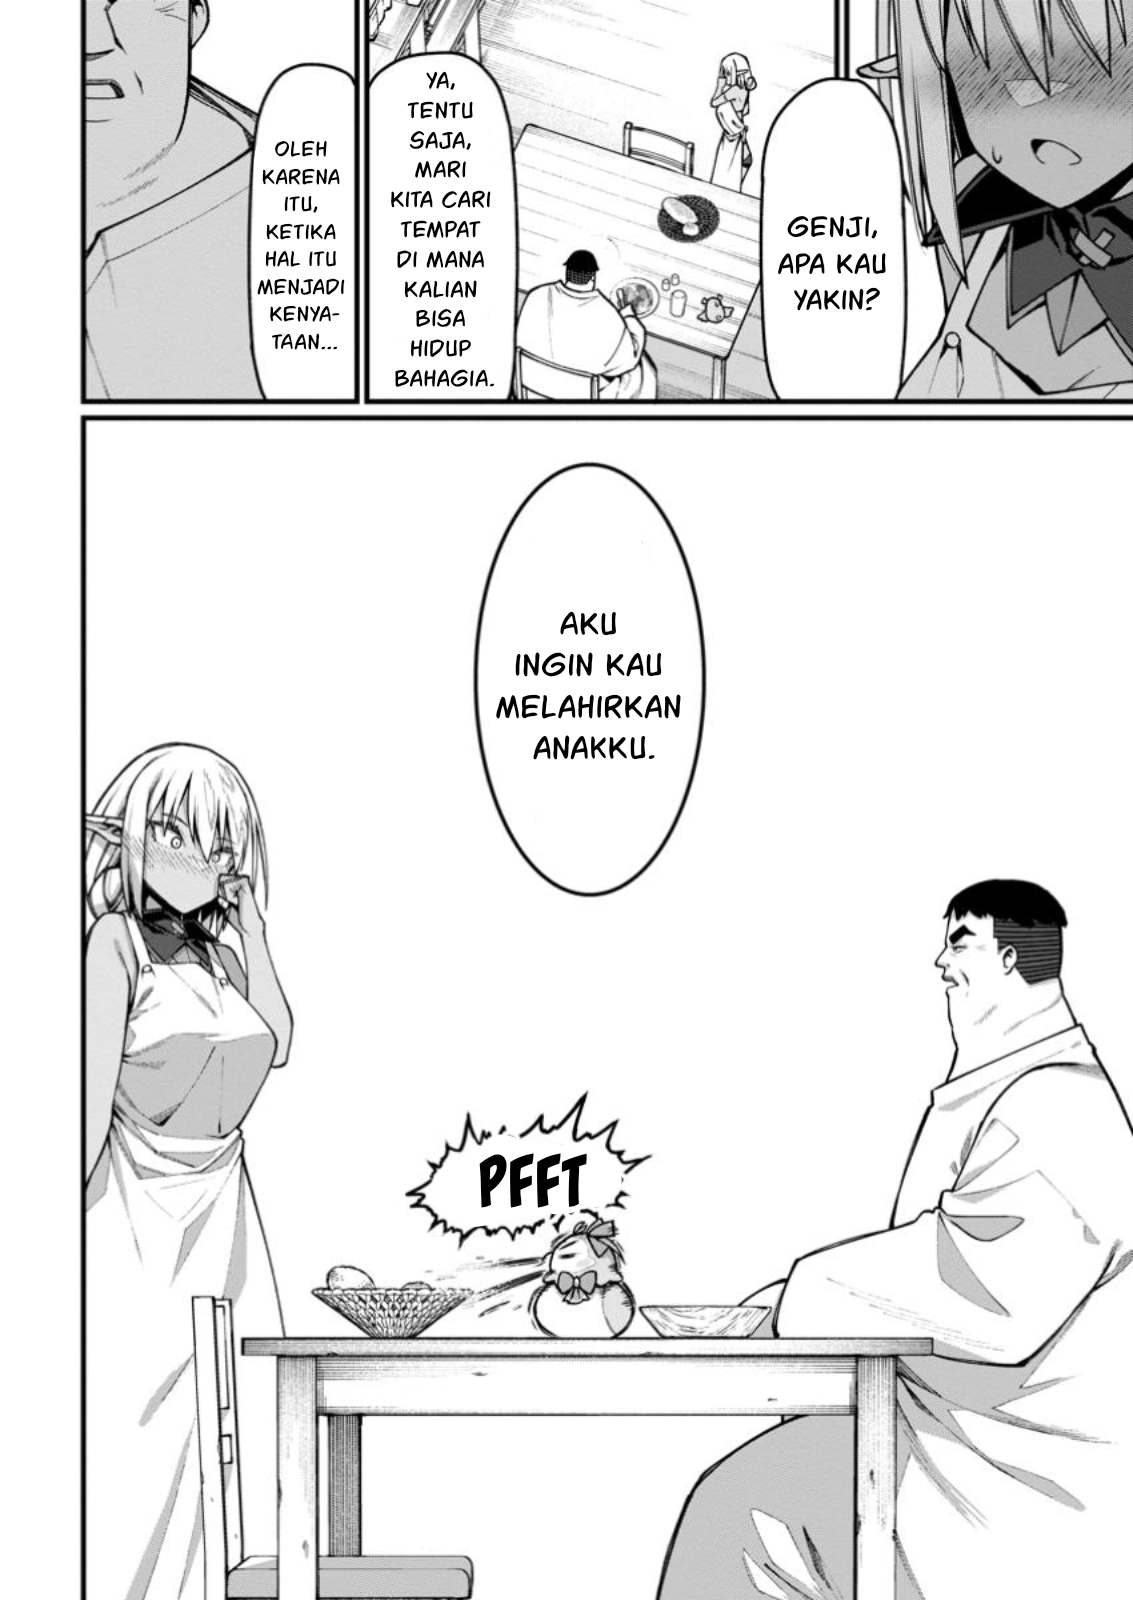 GENJI,
APA KAU
YAKIN?
YA,
TENTU
SAJA,
MARI
KITA CARI
TEMPAT
DI MANA
KALIAN
BISA
HIDUP
BAHAGIA.
OLEH
KARENA
ITU,
KETIKA
HAL ITU
MENJADI
KENYA-
TAAN...
AKU
INGIN KAU
MELAHIRKAN
ANAKKU.
PFFT